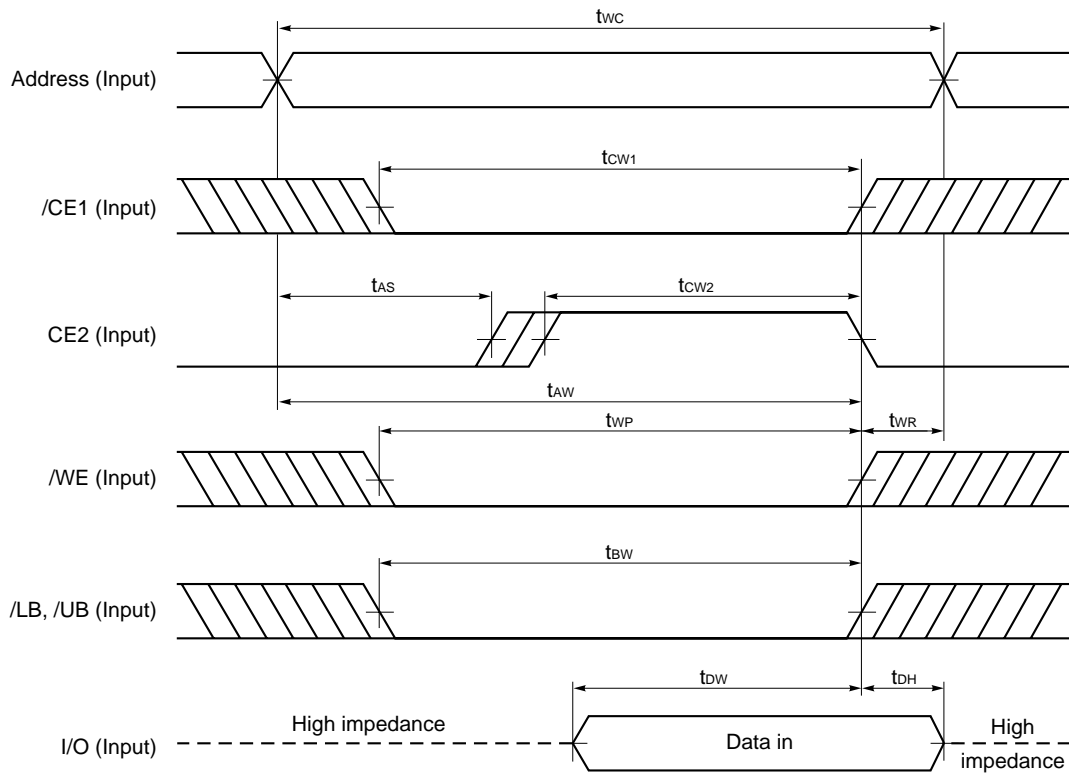 tWC
Address (Input)
tCW1
/CE1 (Input)
tAS
tCW2
CE2 (Input)
tAW
tWP
tWR
/WE (Input)
tBW
/LB, /UB (Input)
tDW
tDH
High impedance
Data in
High
impedance
I/O (Input)